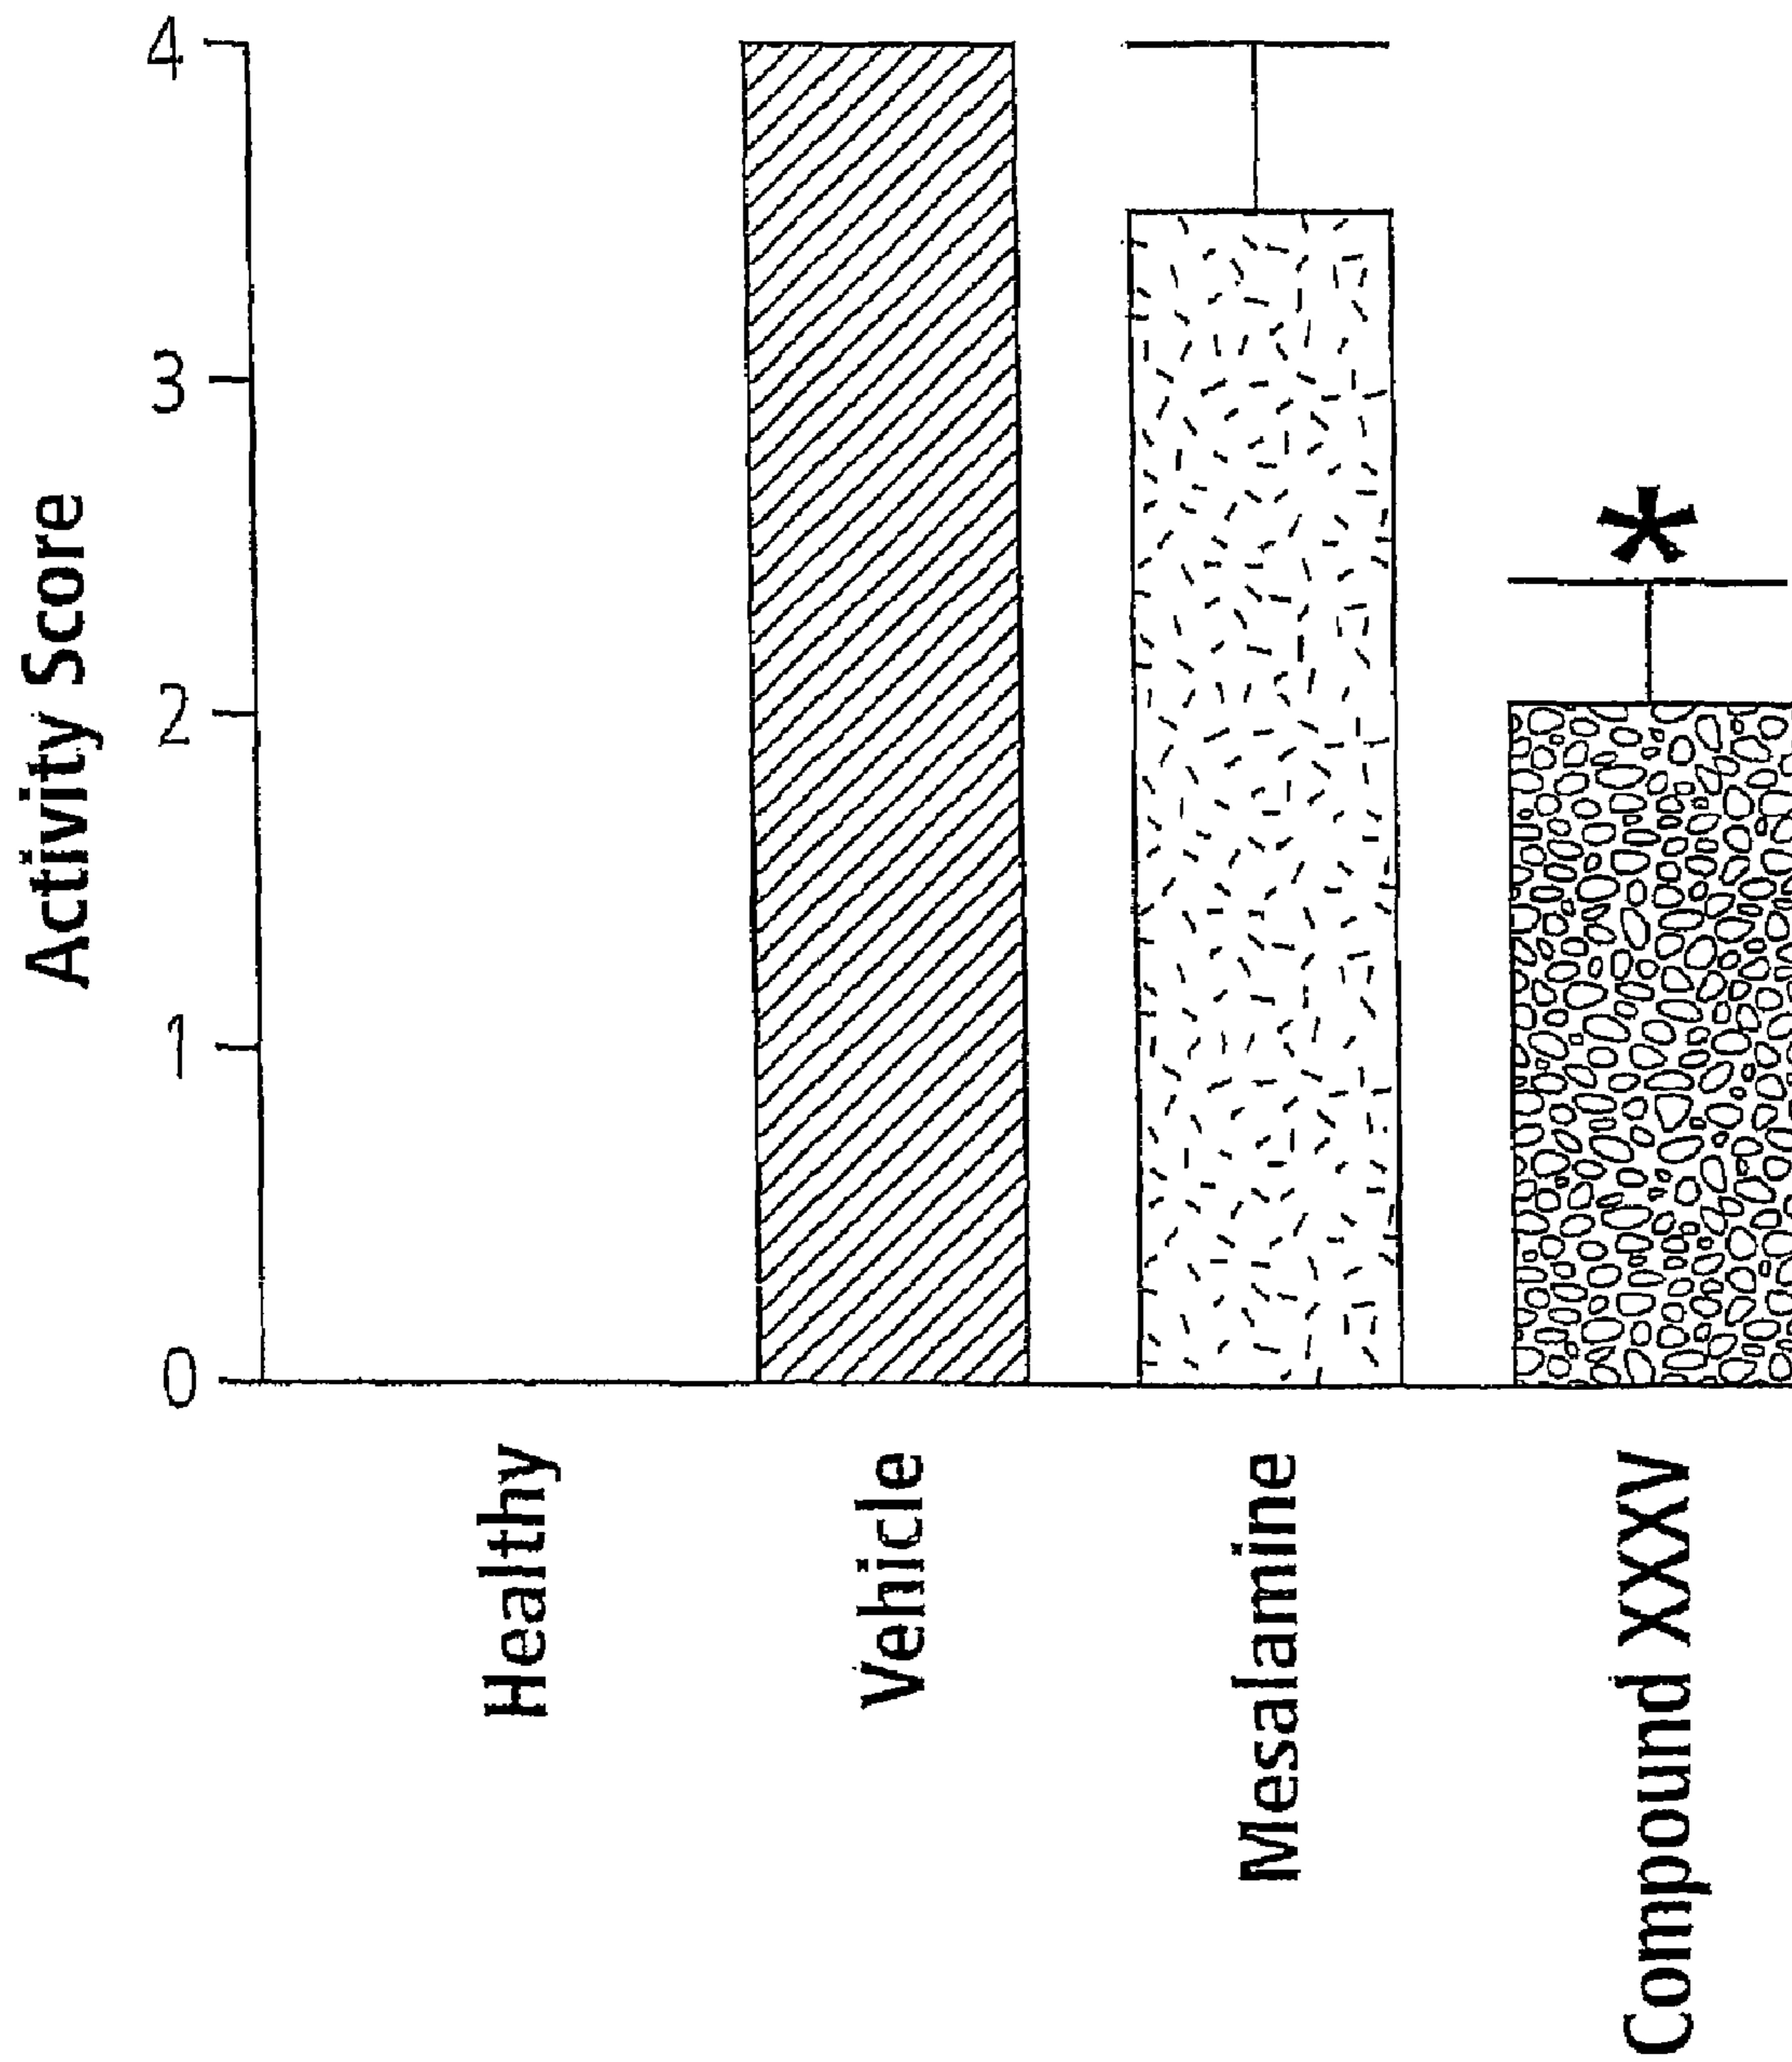 Activity Score
4
3
2
1
0
*
Healthy
Vehicle
Mesalamine
Compound XXXV